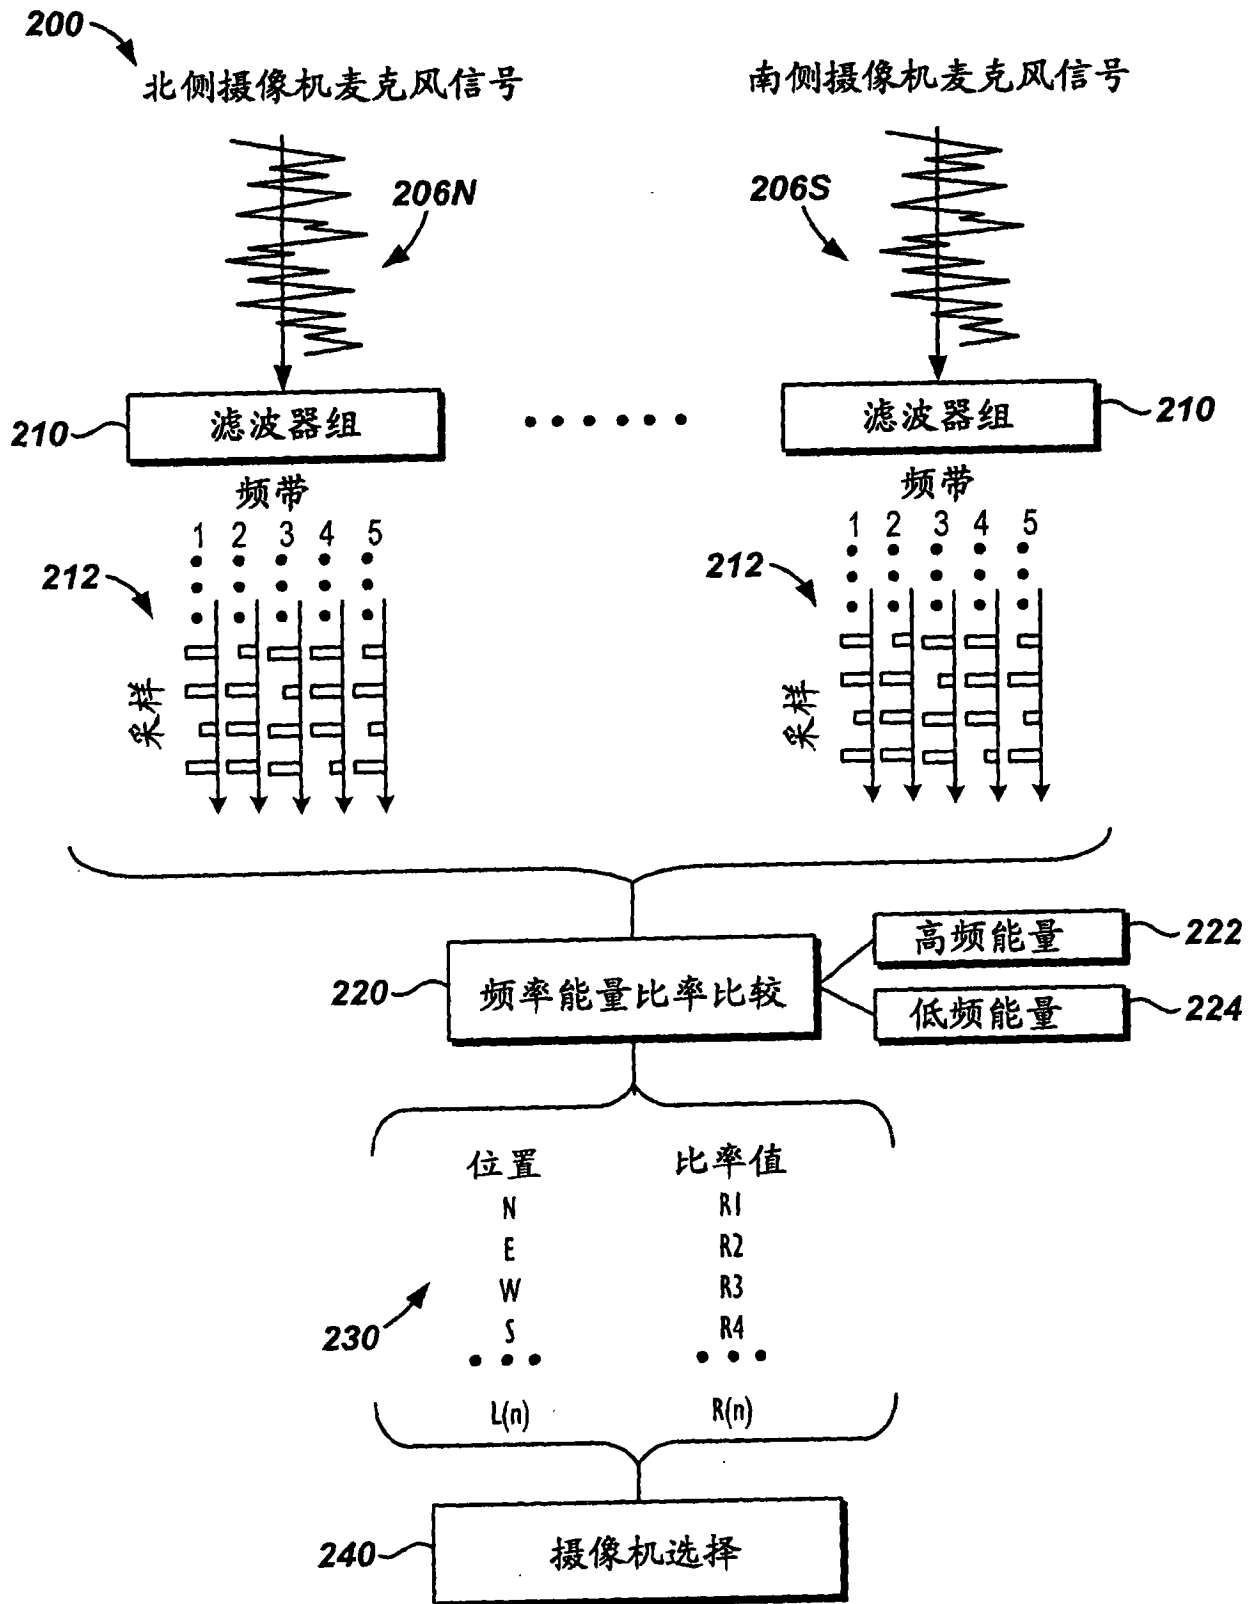 200
北侧摄像机麦克风信号
南侧摄像机麦克风信号
206N
206S
210
滤波器组
滤波器组
210
频带
频带
1 2 3 4 5
1 2 3 4 5
212
212
采样
采样
220
频率能量比率比较
高频能量
222
低频能量
224
位置 比率值
N R1
E R2
W R3
S R4
230
L(n) R(n)
240
摄像机选择